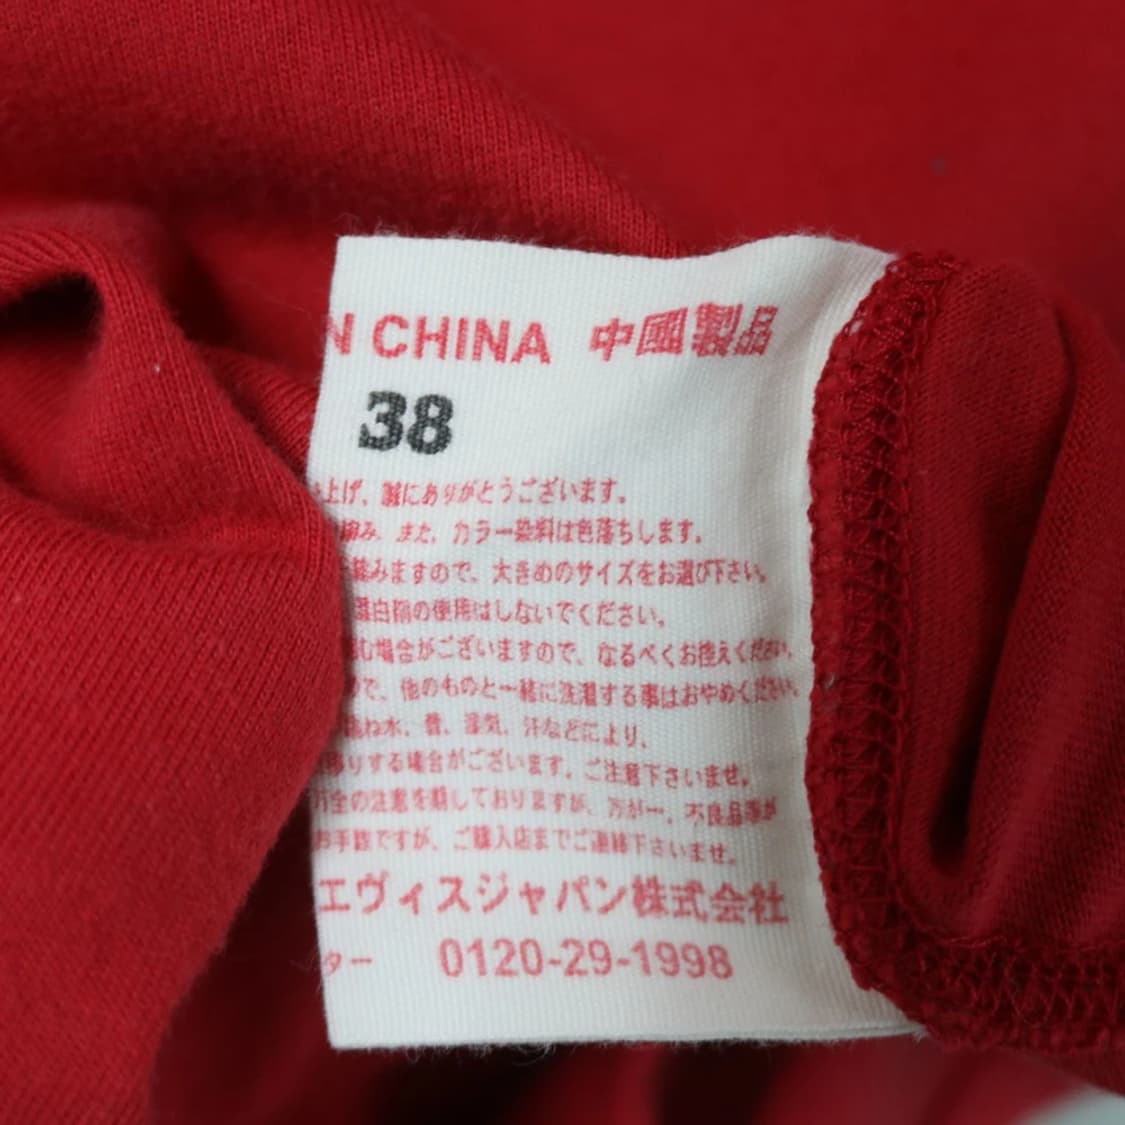 N CHINA 中國製品
38
上げ、誠にありがとうございます。
縮み、また、カラー染料は色落ちします。
縮みますので、大きめのサイズをお選び下さい。
蛍白剤の使用はしないでください。
む場合がございますので、なるべくお控えください。
ので、他のものと一緒に洗濯する事はおやめください。
跳ね水、雪、湿気、汗などにより、
移りする場合がございます。ご注意下さいませ。
万全の注意を期しておりますが、万が一、不良品等が
お手数ですが、ご購入店までご連絡下さいませ。
エヴィスジャパン株式会社
ター 0120-29-1998